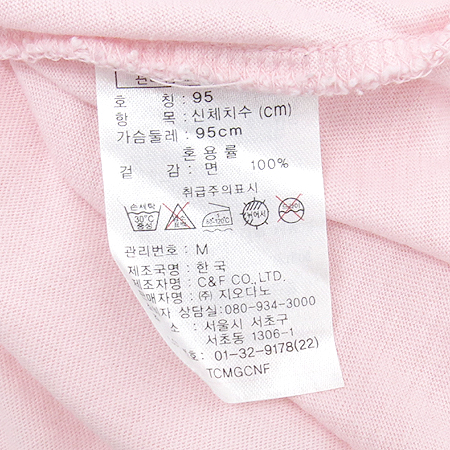 호 칭 : 95
항 목 : 신체치수 (cm)
가슴둘레 : 95cm
혼 용 률
겉 감 : 면 100%
취급주의표시
손세탁
30℃
중성
관리번호 : M
제조국명 : 한 국
제조자명 : C&F CO.,LTD.
판매자명 : (주) 지오다노
자 상담실: 080-934-3000
소 : 서울시 서초구
서초동 1306-1
호: 01-32-9178(22)
TCMGCNF